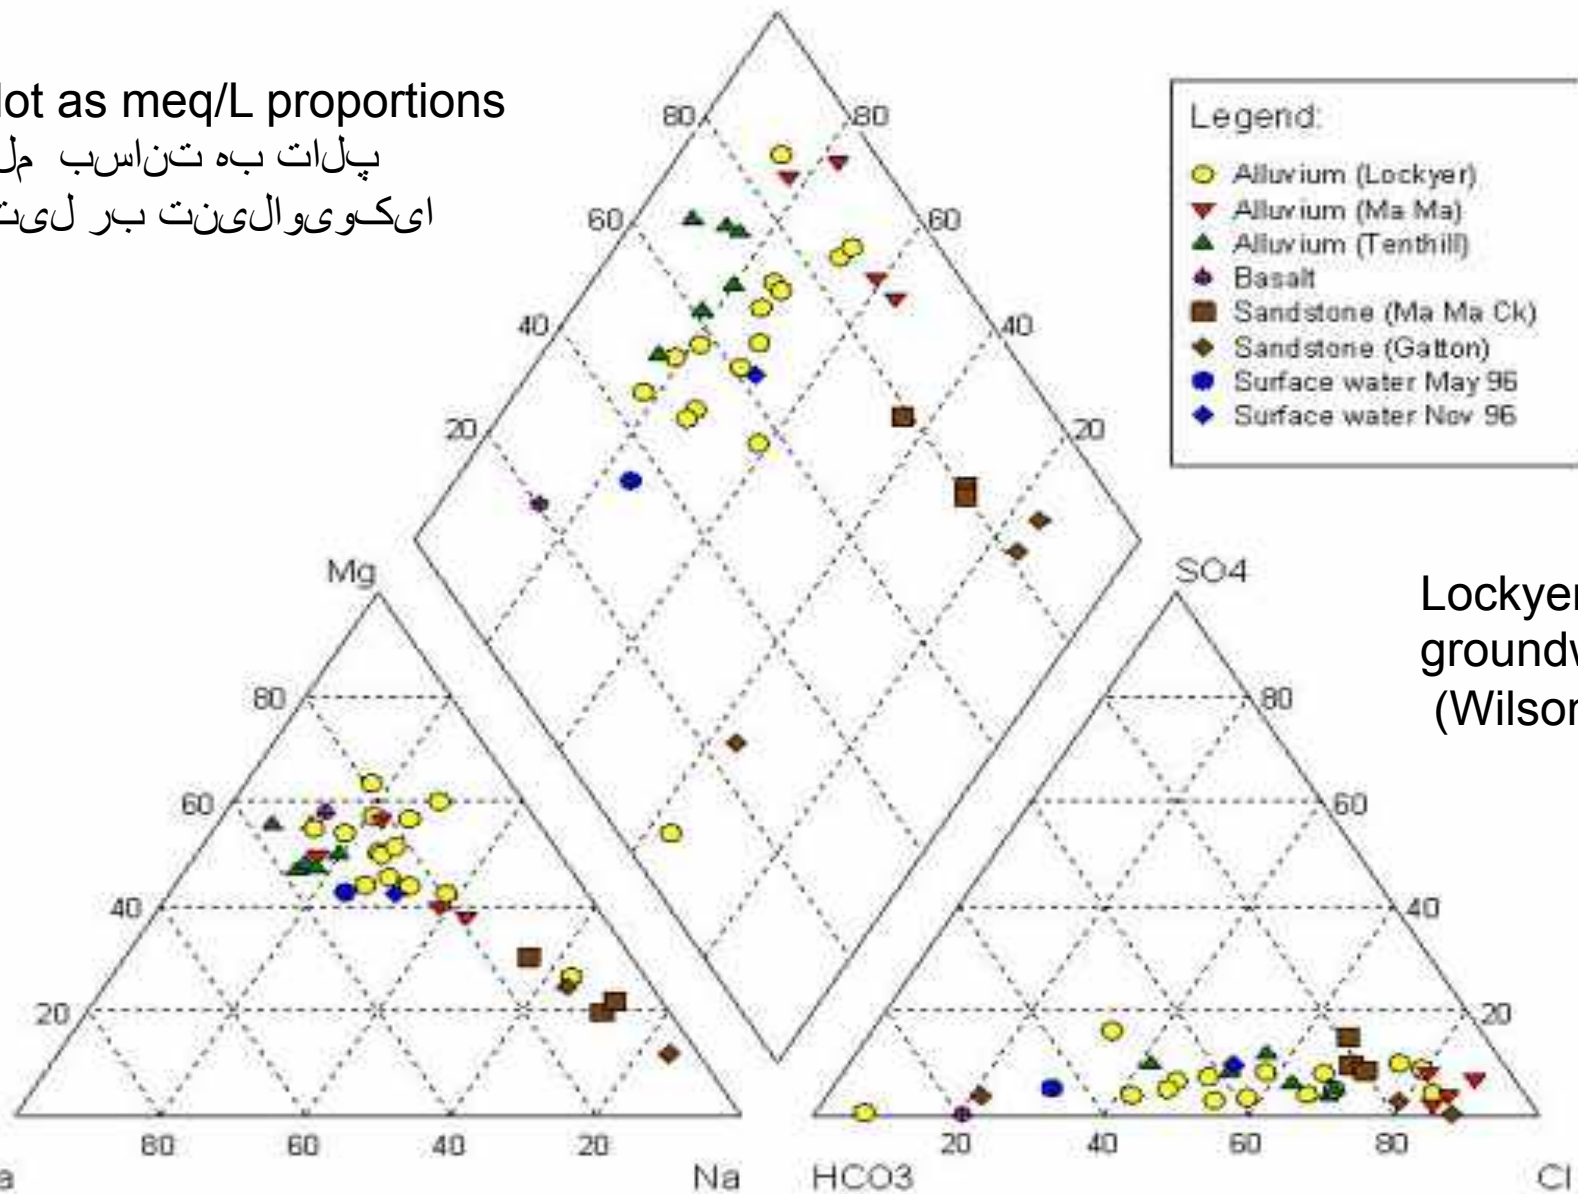 lot as meq/L proportions
پلات به تناسب مل
ایکویوالینت بر لیت
80
80
60
60
40
40
20
20
Legend:
Alluvium (Lockyer)
Alluvium (Ma Ma)
Alluvium (Tenthill)
Basalt
Sandstone (Ma Ma Ck)
Sandstone (Gatton)
Surface water May 96
Surface water Nov 96
Mg
80
60
40
20
80 60 40 20
a Na
SO4
80
60
40
20
20 40 60 80
HCO3 Cl
Lockyer
groundw
(Wilson